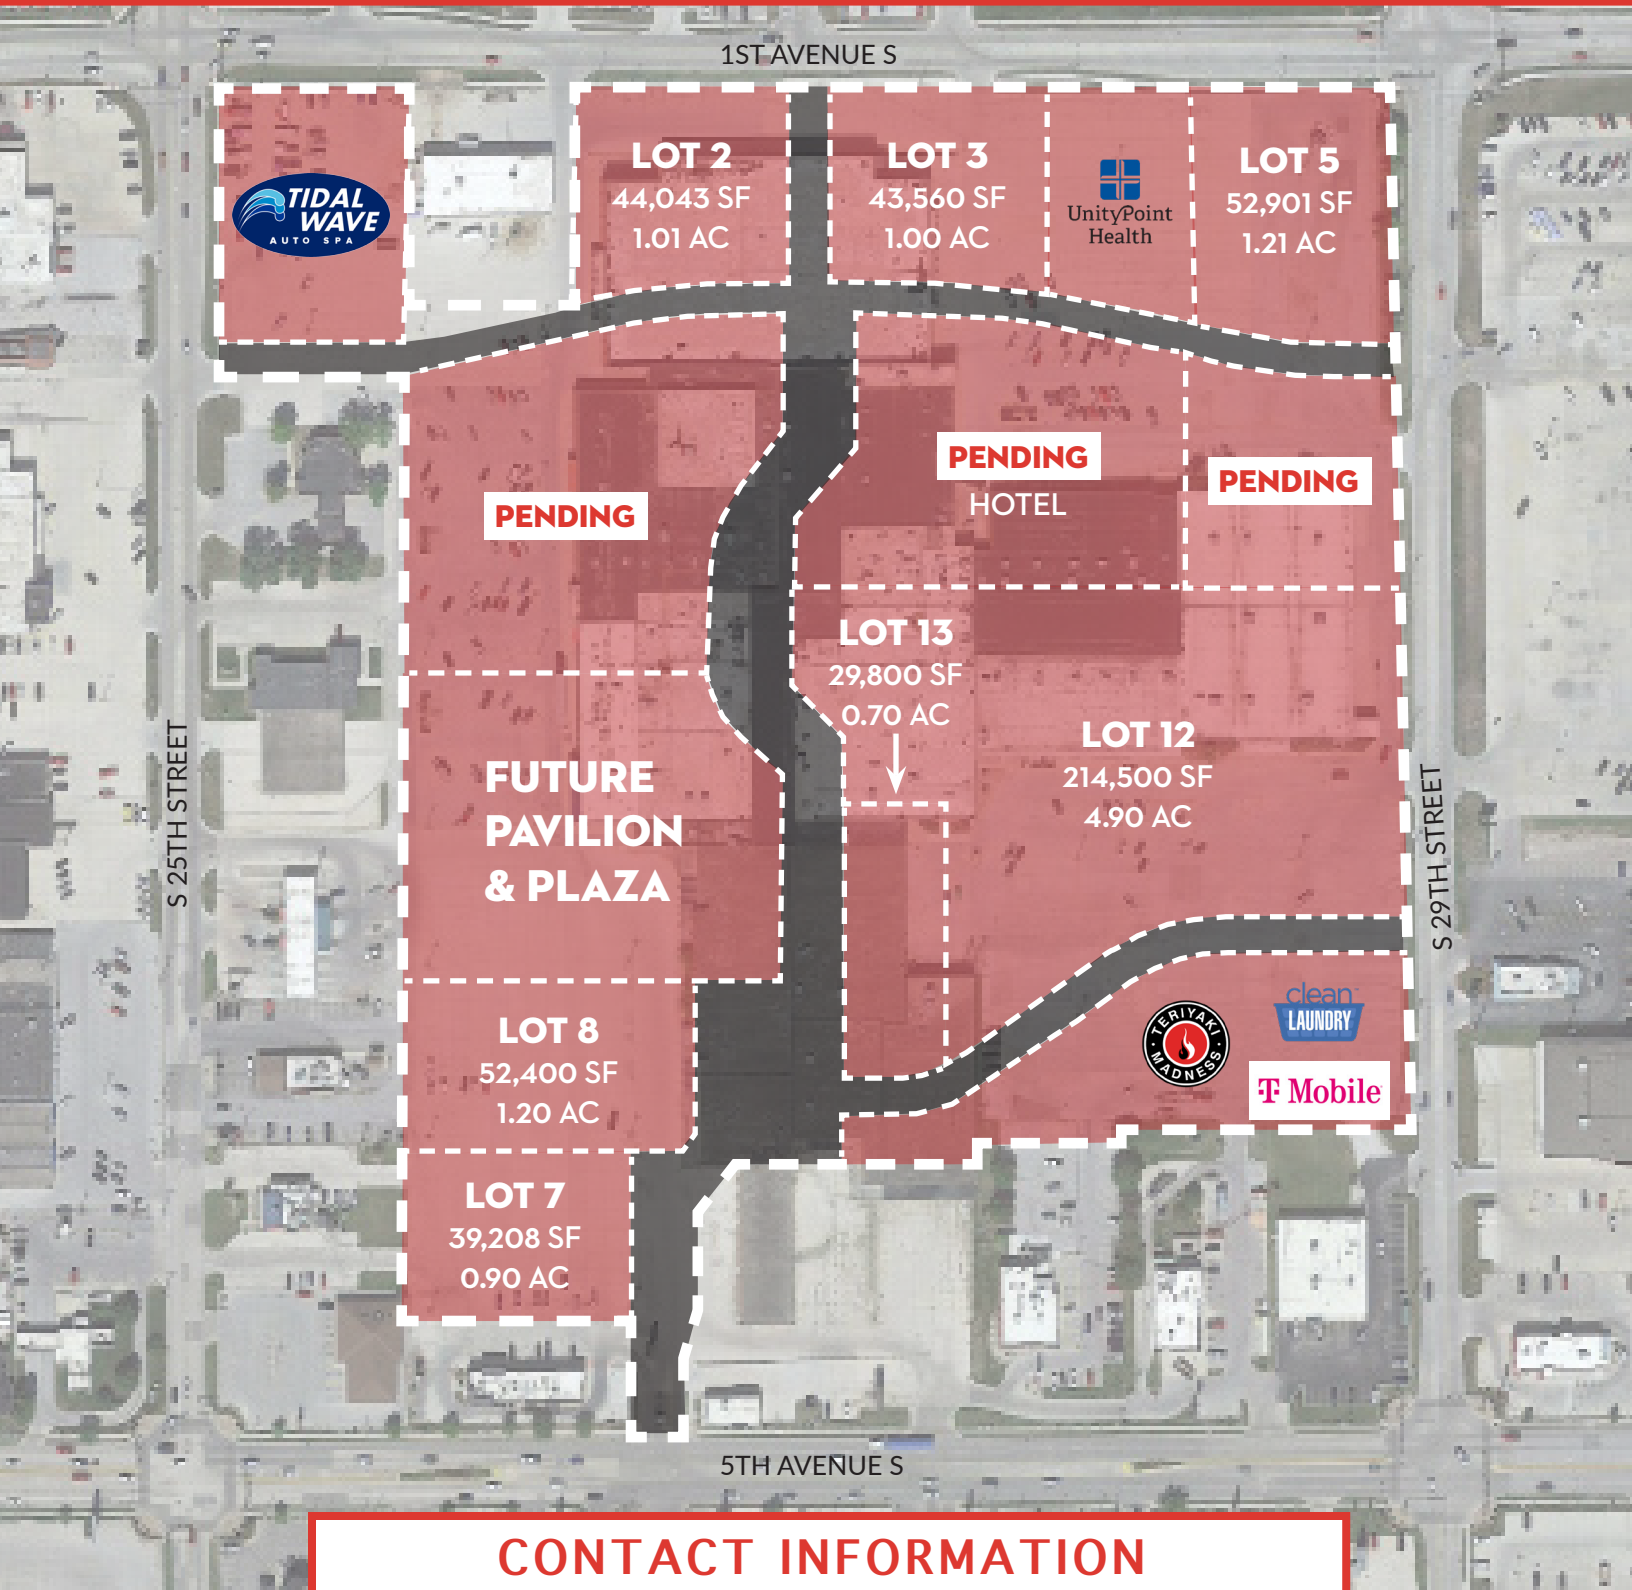 1ST AVENUE S
TIDAL
WAVE
AUTO SPA
LOT 2
44,043 SF
1.01 AC
LOT 3
43,560 SF
1.00 AC
UnityPoint
Health
LOT 5
52,901 SF
1.21 AC
PENDING
PENDING
HOTEL
PENDING
LOT 13
29,800 SF
0.70 AC
LOT 12
214,500 SF
4.90 AC
FUTURE
PAVILION
& PLAZA
S 25TH STREET
S 29TH STREET
LOT 8
52,400 SF
1.20 AC
TERIYAKI
MADNESS
clean
LAUNDRY
T Mobile
LOT 7
39,208 SF
0.90 AC
5TH AVENUE S
CONTACT INFORMATION